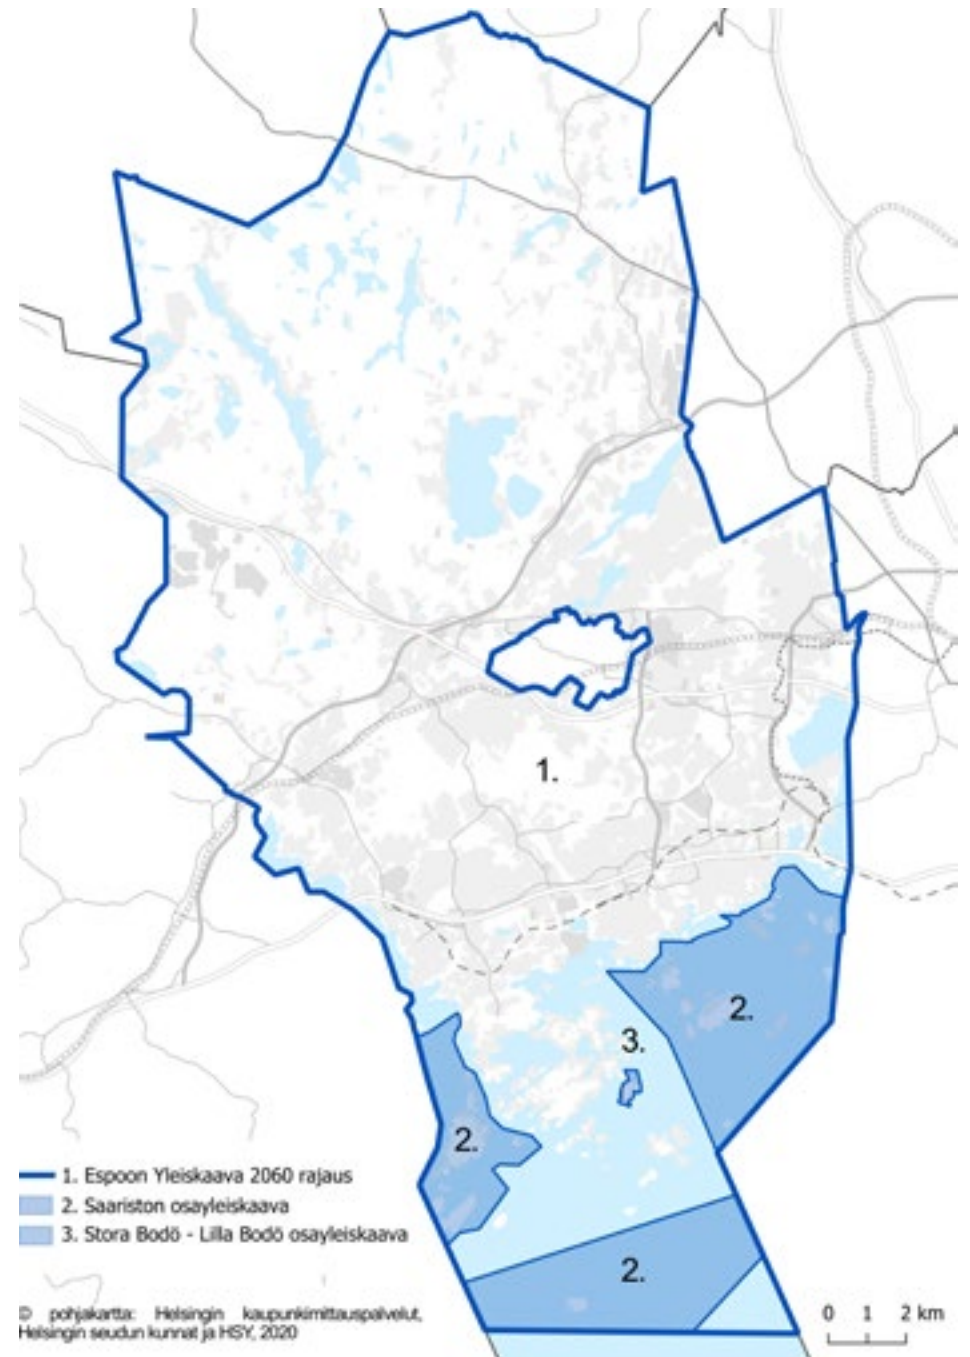 1.
2.
3.
2.
2.
1. Espoon Yleiskaava 2060 rajaus
2. Saariston osayleiskaava
3. Stora Bodö - Lilla Bodö osayleiskaava
© pohjakartta: Helsingin kaupunkimittauspalvelut,
Helsingin seudun kunnat ja HSY, 2020
0 1 2 km